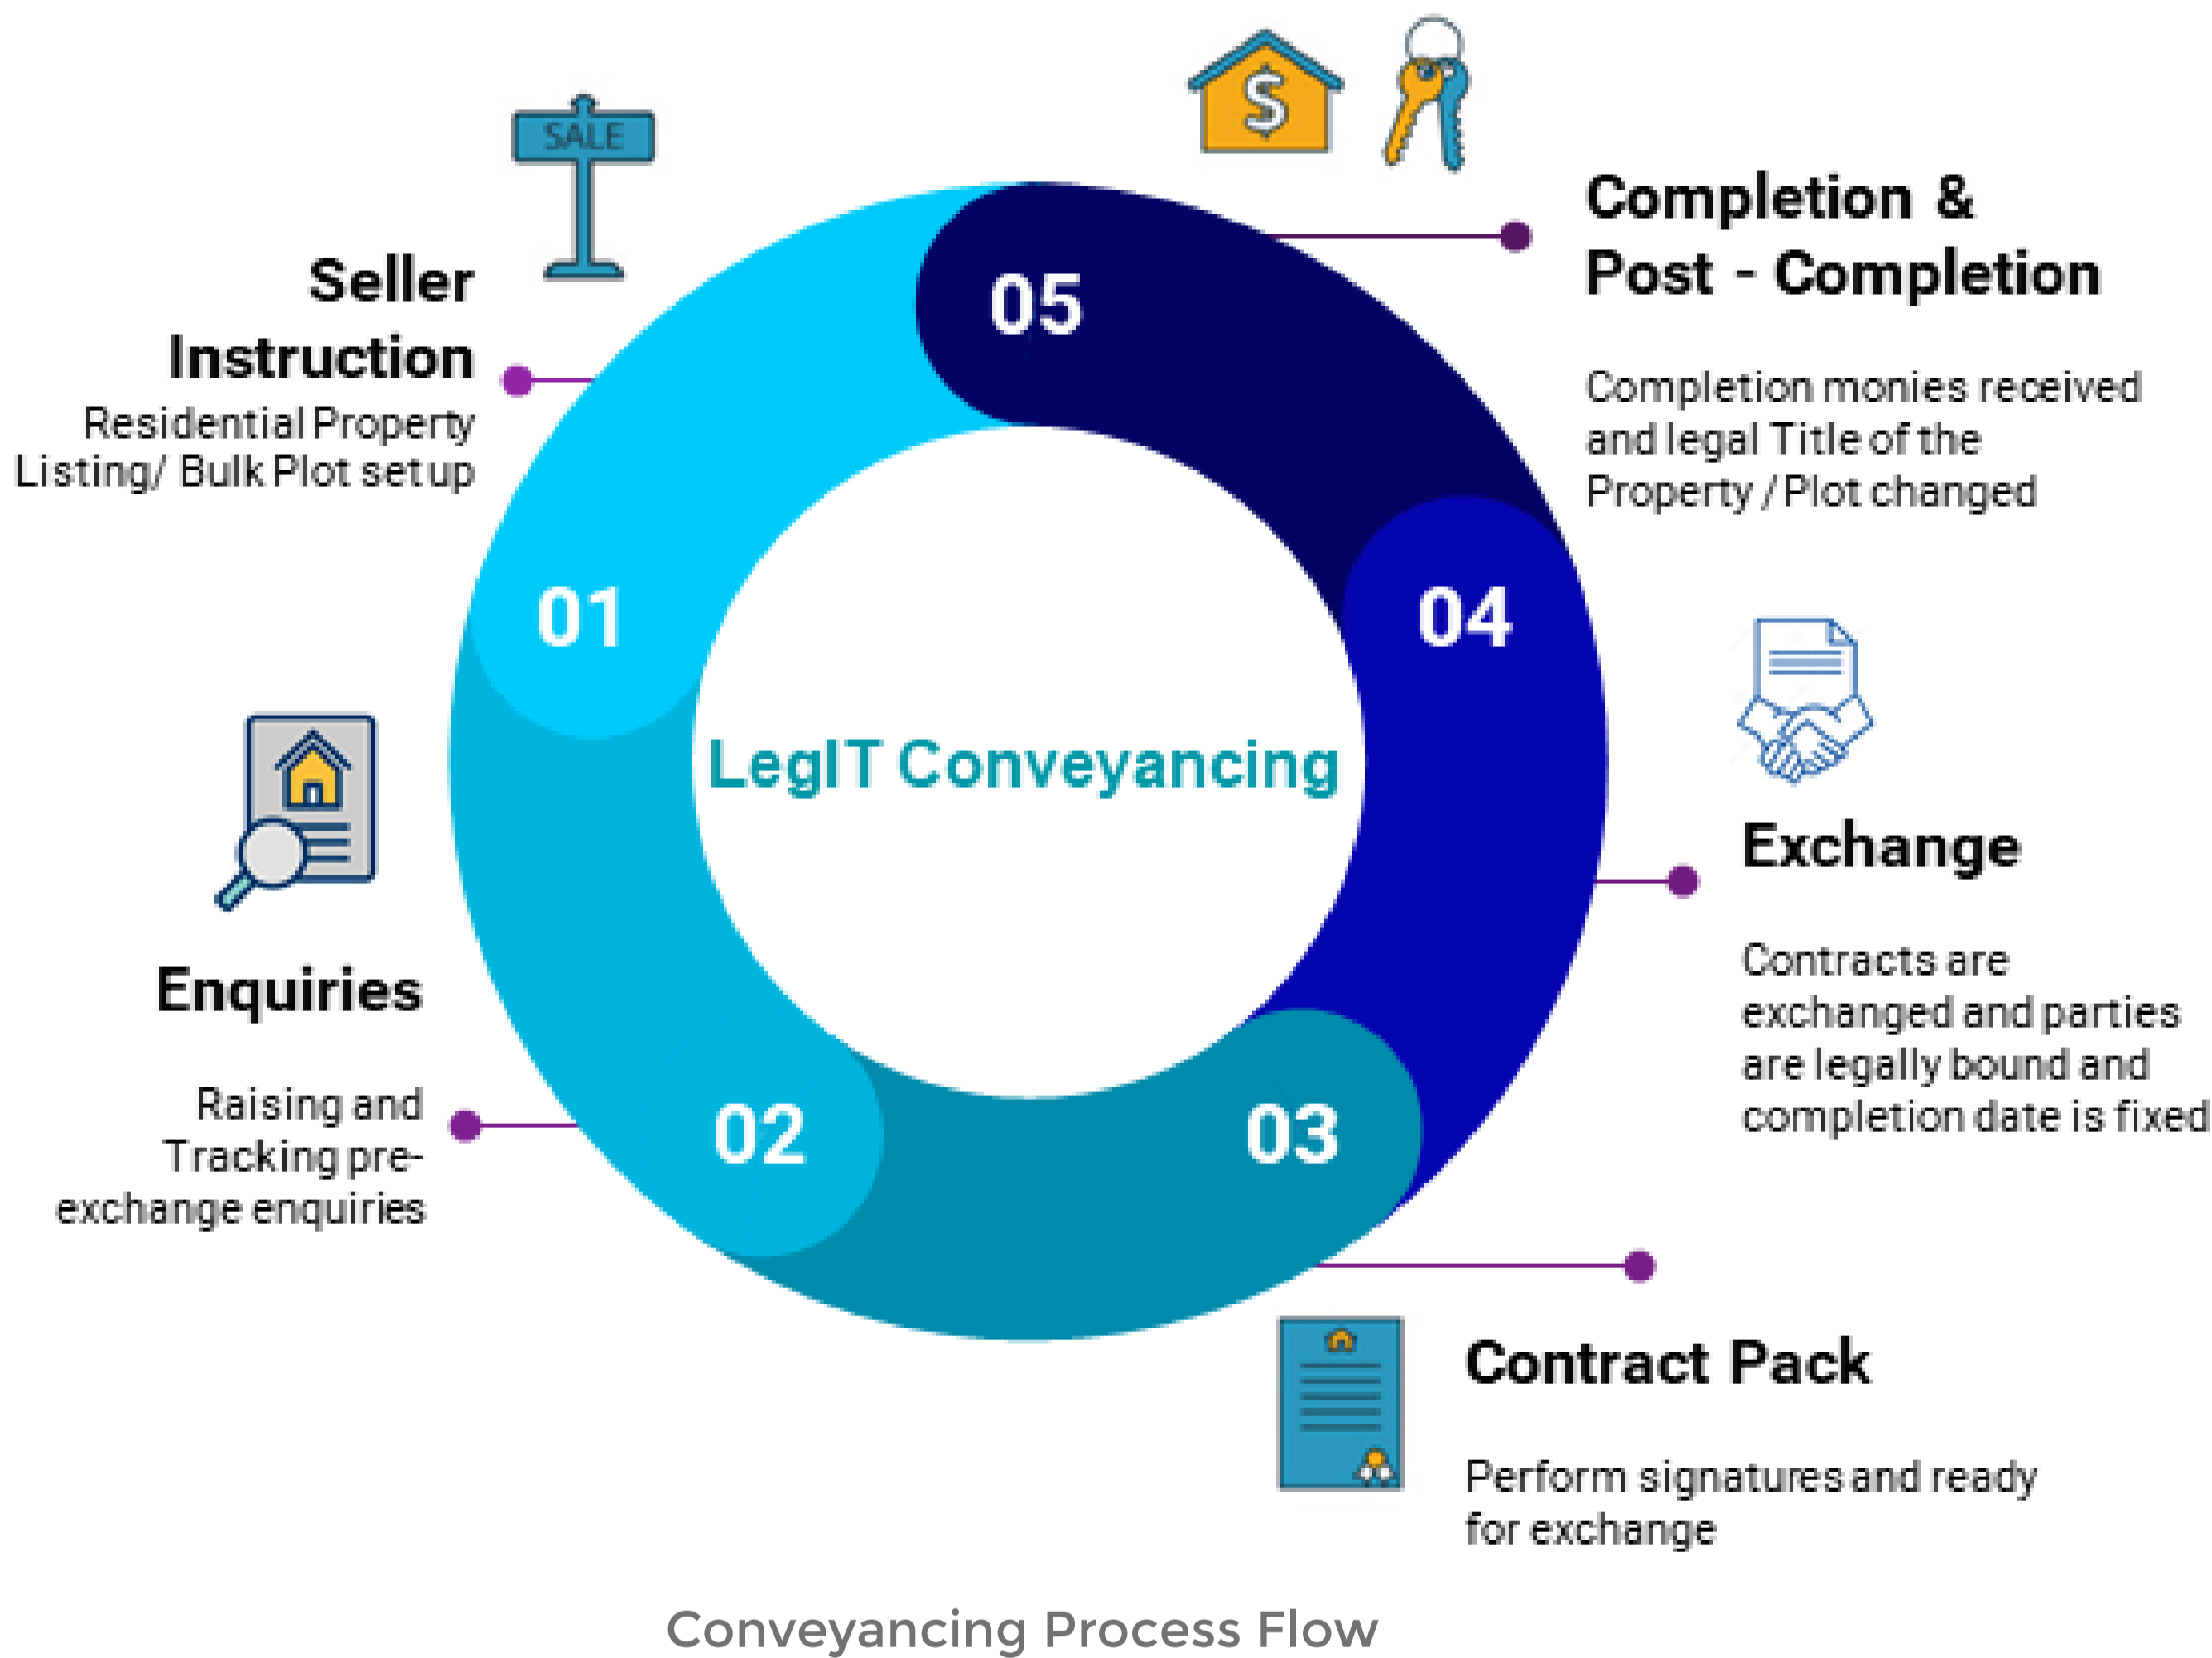 SALE
Seller
Instruction
Residential Property
Listing/ Bulk Plot setup
01
Enquiries
Raising and
Tracking pre-
exchange enquiries
02
Contract Pack
Perform signatures and ready
for exchange
03
Exchange
Contracts are
exchanged and parties
are legally bound and
completion date is fixed
04
$
Completion &
Post - Completion
Completion monies received
and legal Title of the
Property / Plot changed
05
LegIT Conveyancing
Conveyancing Process Flow